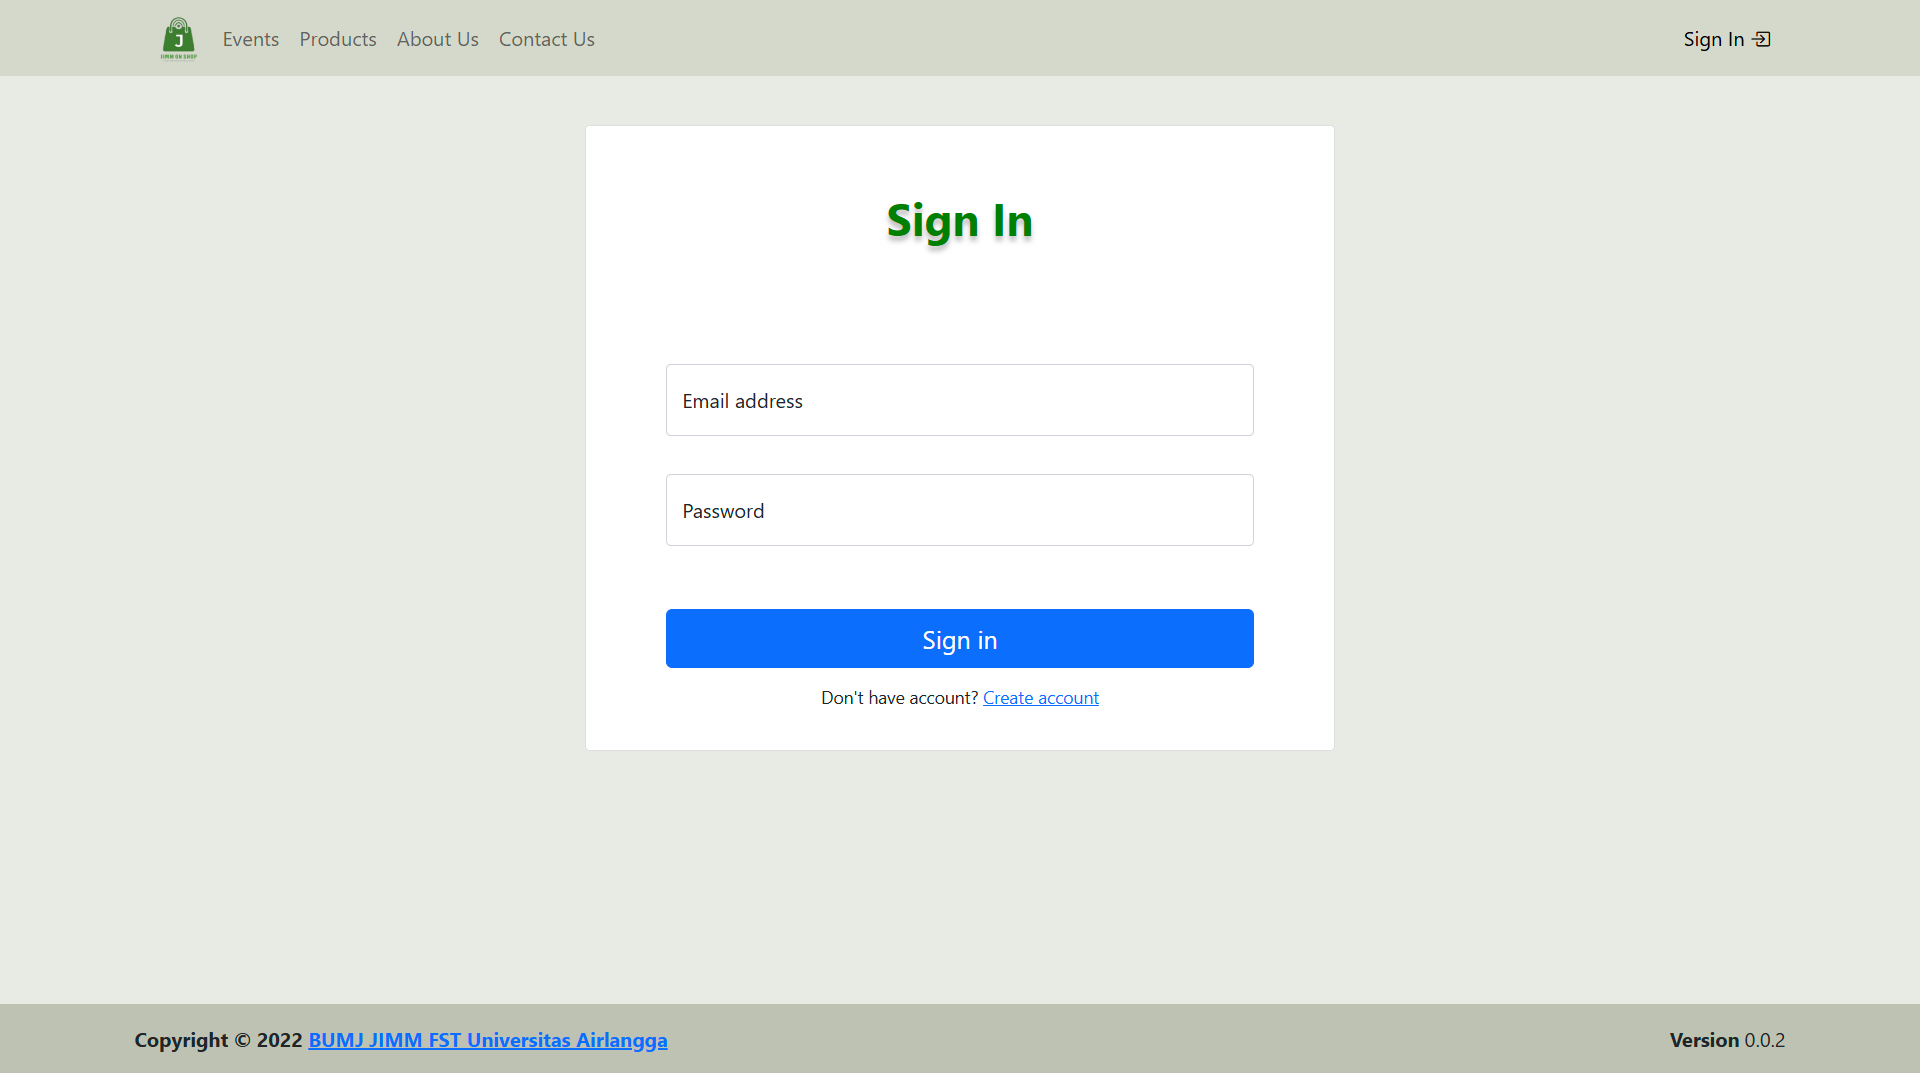 J
JIMM ON SHOP
Events
Products
About Us
Contact Us
Sign In
Sign In
Email address
Password
Sign in
Don't have account? Create account
Copyright © 2022 BUMJ JIMM FST Universitas Airlangga
Version 0.0.2